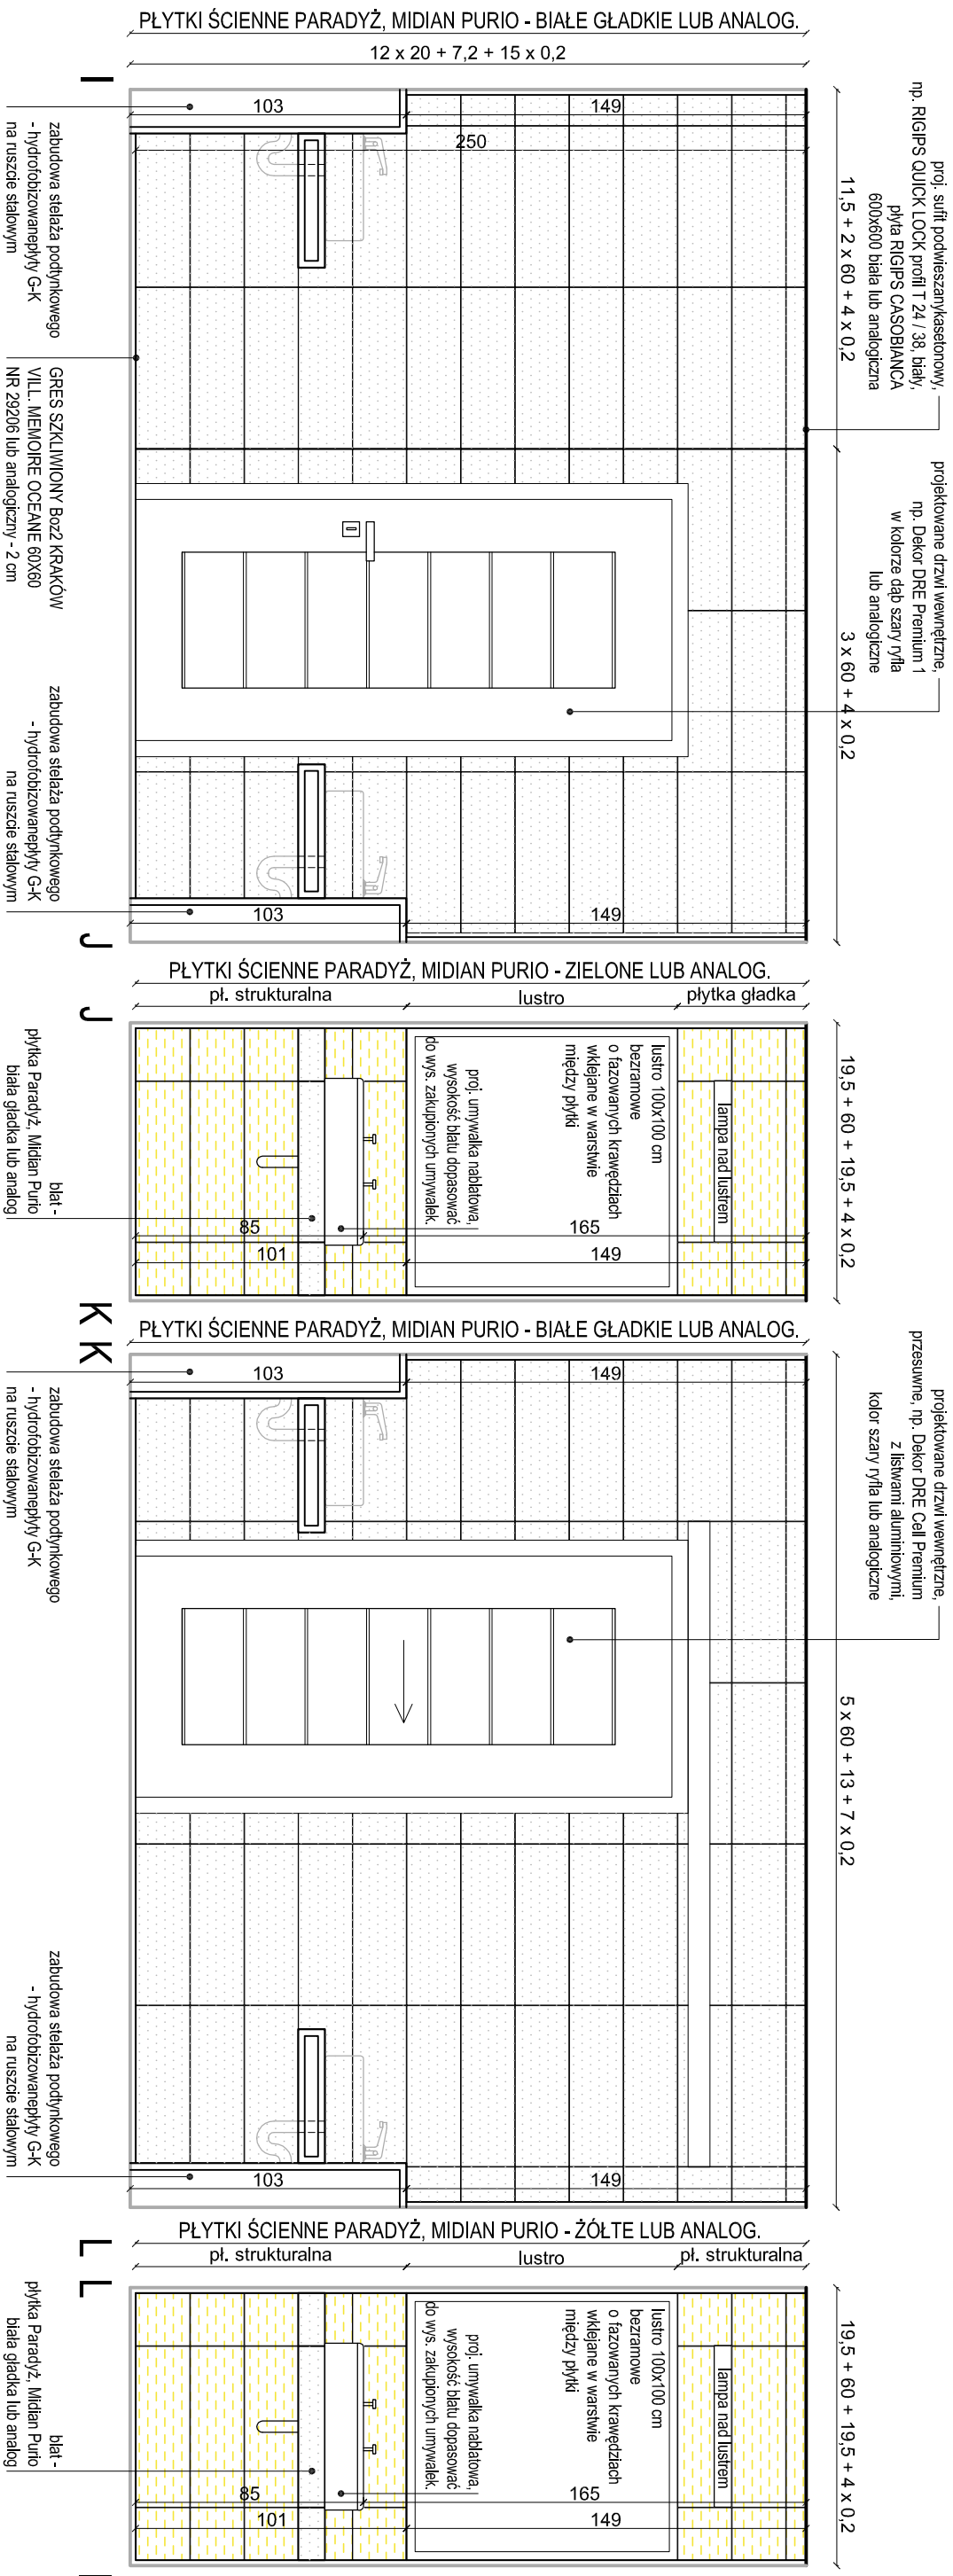 proj. sufit podwieszanykasetonowy,
np. RIGIPS QUICK LOCK profil T 24 / 38, biały,
płyta RIGIPS CASOBIANCA
600x600 biała lub analogiczna
projektowane drzwi wewnętrzne,
np. Dekor DRE Premium 1
w kolorze dąb szary ryfla
lub analogiczne
11,5 + 2 x 60 + 4 x 0,2
3 x 60 + 4 x 0,2
PŁYTKI ŚCIENNE PARADYŻ, MIDIAN PURIO - BIAŁE GŁADKIE LUB ANALOG.
12 x 20 + 7,2 + 15 x 0,2
103
149
250
103
149
I
J
zabudowa stelaża podtynkowego
- hydrofobizowanepłyty G-K
na ruszcie stalowym
GRES SZKLIWIONY Boz2 KRAKÓW
VILL. MEMOIRE OCEANE 60X60
NR 29206 lub analogiczny - 2 cm
zabudowa stelaża podtynkowego
- hydrofobizowanepłyty G-K
na ruszcie stalowym
19,5 + 60 + 19,5 + 4 x 0,2
PŁYTKI ŚCIENNE PARADYŻ, MIDIAN PURIO - ZIELONE LUB ANALOG.
pł. strukturalna
lustro
płytka gładka
lampa nad lustrem
lustro 100x100 cm
bezramowe
o fazowanych krawędziach
wklejane w warstwie
między płytki
proj. umywalka nablatowa,
wysokość blatu dopasować
do wys. zakupionych umywalek.
85
165
101
149
J
K
blat -
płytka Paradyż, Midian Purio
biała gładka lub analog
projektowane drzwi wewnętrzne,
przesuwne, np. Dekor DRE Cell Premium
z listwami aluminiowymi,
kolor szary ryfla lub analogiczne
5 x 60 + 13 + 7 x 0,2
PŁYTKI ŚCIENNE PARADYŻ, MIDIAN PURIO - BIAŁE GŁADKIE LUB ANALOG.
103
149
103
149
K
L
zabudowa stelaża podtynkowego
- hydrofobizowanepłyty G-K
na ruszcie stalowym
zabudowa stelaża podtynkowego
- hydrofobizowanepłyty G-K
na ruszcie stalowym
19,5 + 60 + 19,5 + 4 x 0,2
PŁYTKI ŚCIENNE PARADYŻ, MIDIAN PURIO - ŻÓŁTE LUB ANALOG.
pł. strukturalna
lustro
pł. strukturalna
lampa nad lustrem
lustro 100x100 cm
bezramowe
o fazowanych krawędziach
wklejane w warstwie
między płytki
proj. umywalka nablatowa,
wysokość blatu dopasować
do wys. zakupionych umywalek.
85
165
101
149
L
blat -
płytka Paradyż, Midian Purio
biała gładka lub analog